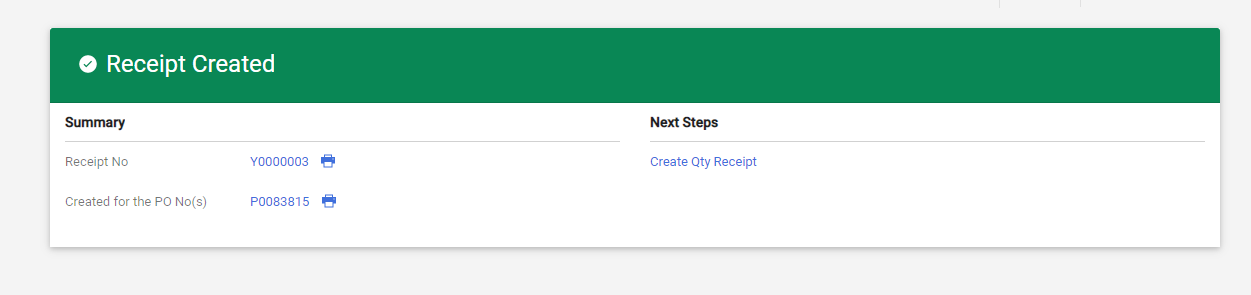 Receipt Created
Summary
Receipt No Y0000003
Created for the PO No(s) P0083815
Next Steps
Create Qty Receipt